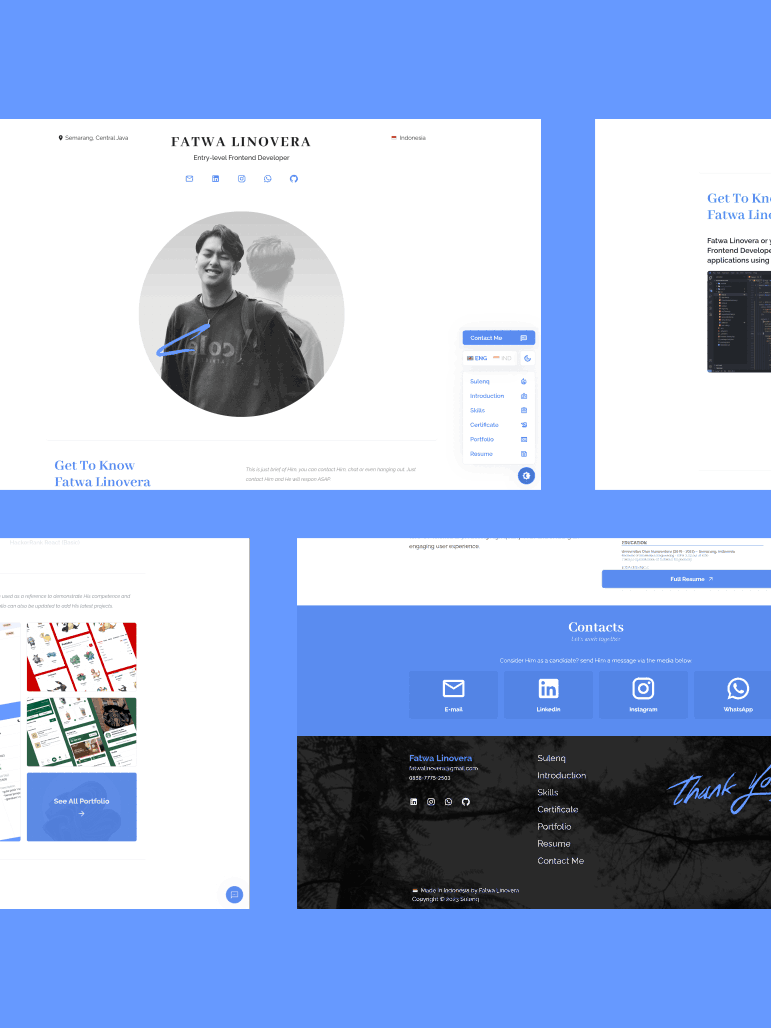 Semarang, Central Java
FATWA LINOVERA
Indonesia
Entry-level Frontend Developer
Contact Me
ENG
IND
Sulenq
Introduction
Skills
Certificate
Portfolio
Resume
Get To Know
Fatwa Linovera
This is just brief of Him, you can contact Him, chat or even hanging out. Just
contact Him and He will respon ASAP
Get To Kno
Fatwa Lino
Fatwa Linovera or y
Frontend Develope
applications using
used as a reference to demonstrate His competence and
can also be updated to add His latest projects.
See All Portfolio
engaging user experience.
EDUCATION
Full Resume
Contacts
Let's work together
Consider Him as a candidate? send Him a message via the media below.
E-mail
Linkedin
Instagram
WhatsApp
Fatwa Linovera
fatwalinovera@gmail.com
0856-7775-2503
Sulenq
Introduction
Skills
Certificate
Portfolio
Resume
Contact Me
Thank Yo
Made in Indonesia by Fatwa Linovera
Copyright © 2023 Sulenq